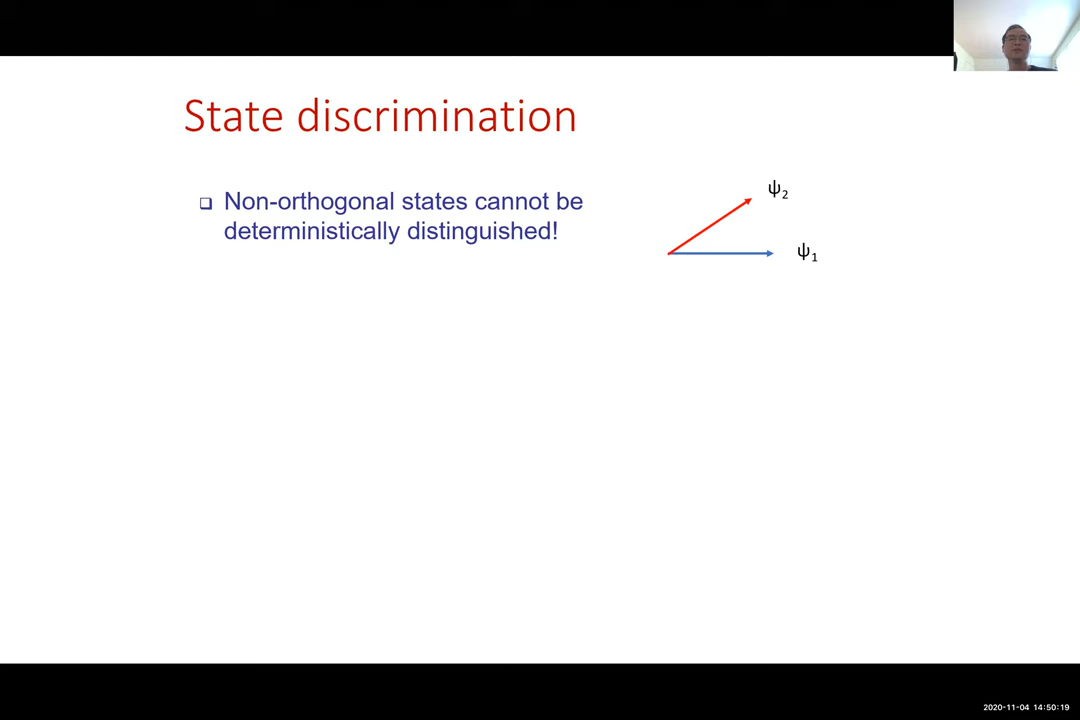 State discrimination
❑ Non-orthogonal states cannot be
deterministically distinguished!
ψ₂
ψ₁
2020-11-04 14:50:19